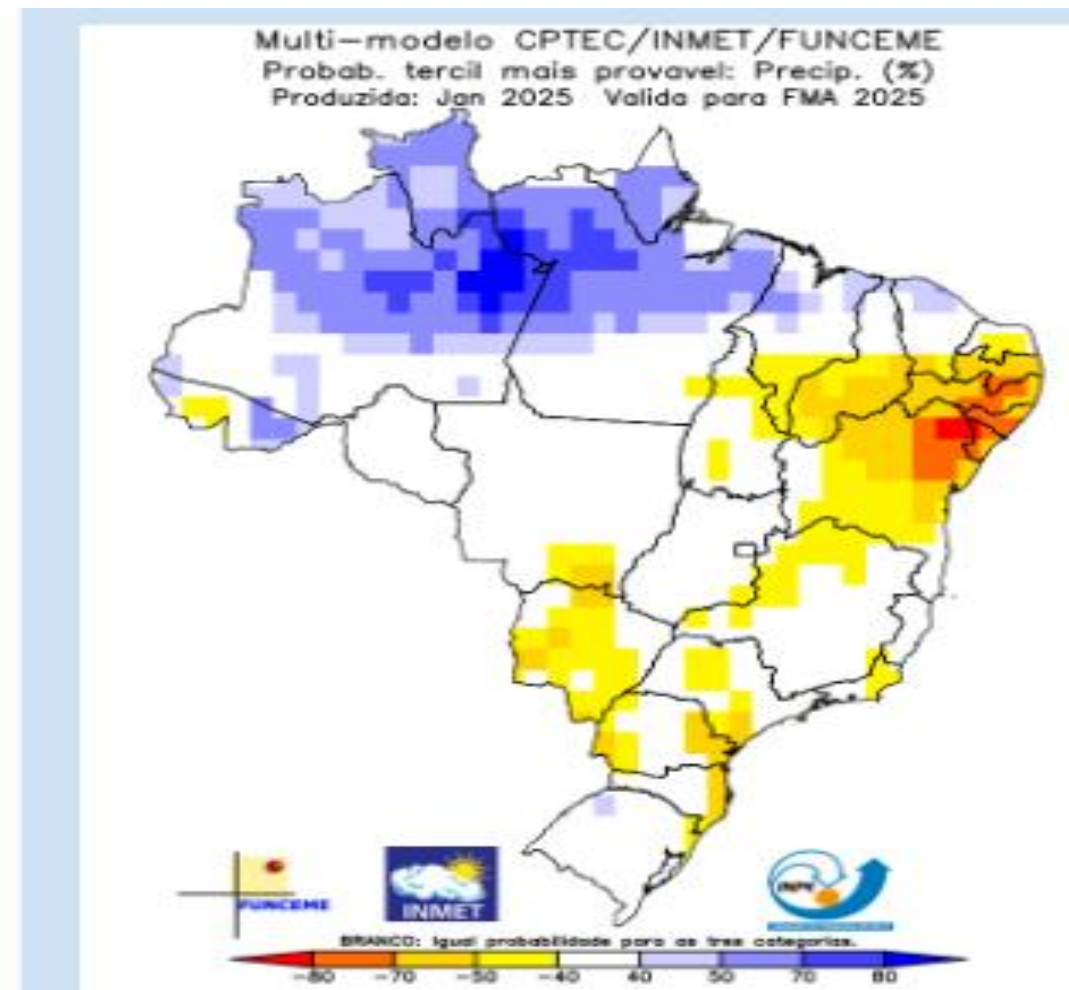 Multi-modelo CPTEC/INMET/FUNCEME
Probab. tercil mais provavel: Precip. (%)
Produzida: Jan 2025 Valida para FMA 2025
FUNCEME
INMET
INPE
BRANCO: Igual probabilidade para as tres categorias.
-80 -70 -50 -40 40 50 70 80